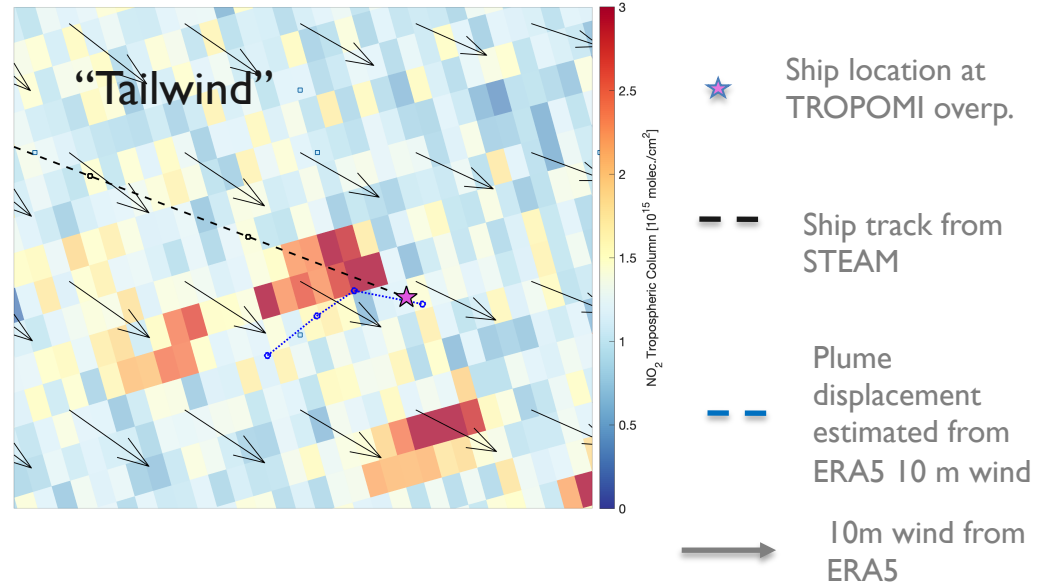 “Tailwind”
3
2.5
2
1.5
1
0.5
0
NO2 Tropospheric Column [10^15 molec./cm^2]
Ship location at
TROPOMI overp.
Ship track from
STEAM
Plume
displacement
estimated from
ERA5 10 m wind
10m wind from
ERA5